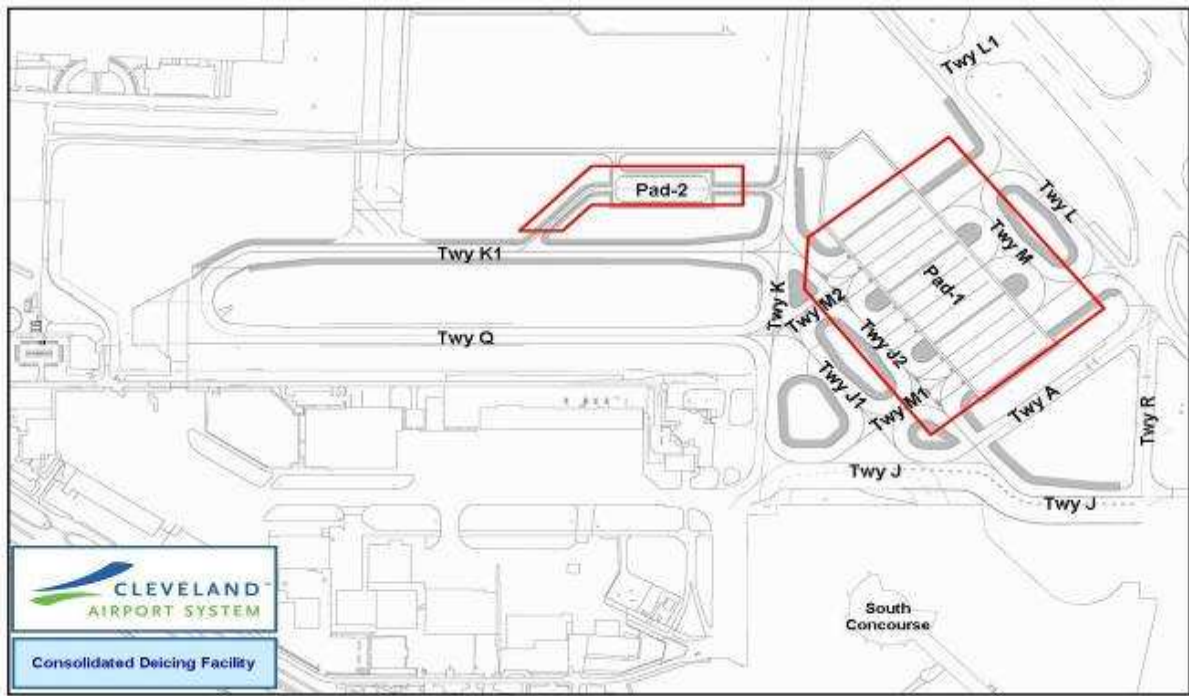 Twy L1
Pad-2
Twy L
Twy M
Twy K1
Pad-1
Twy K
Twy M2
Twy Q
Twy J2
Twy J1
Twy M1
Twy A
Twy R
Twy J
Twy J
CLEVELAND
AIRPORT SYSTEM
South
Concourse
Consolidated Deicing Facility